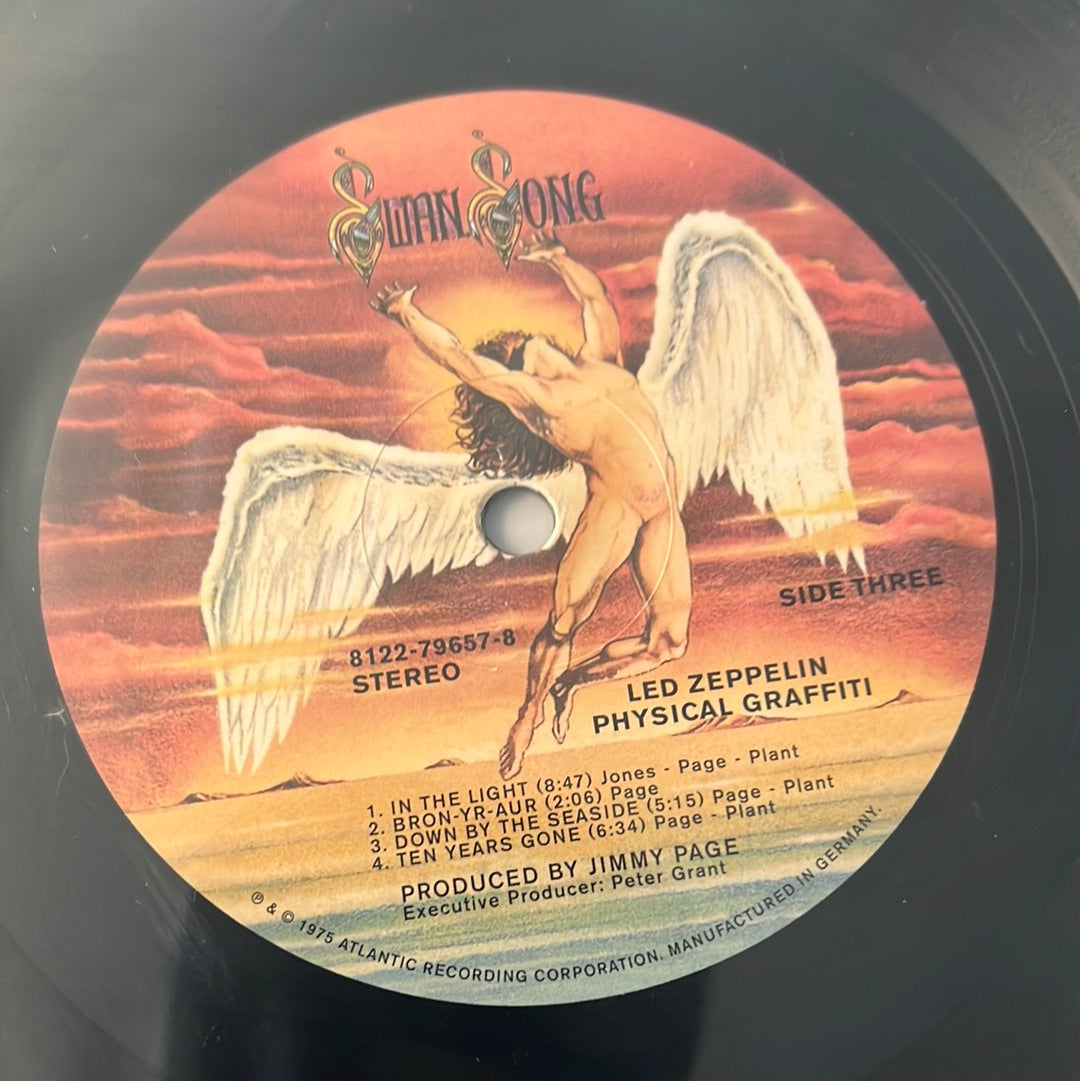 SWAN SONG
®
SIDE THREE
8122-79657-8
STEREO
LED ZEPPELIN
PHYSICAL GRAFFITI
1. IN THE LIGHT (8:47) Jones - Page - Plant
2. BRON-YR-AUR (2:06) Page
3. DOWN BY THE SEASIDE (5:15) Page - Plant
4. TEN YEARS GONE (6:34) Page - Plant
PRODUCED BY JIMMY PAGE
Executive Producer: Peter Grant
℗ & © 1975 ATLANTIC RECORDING CORPORATION. MANUFACTURED IN GERMANY.